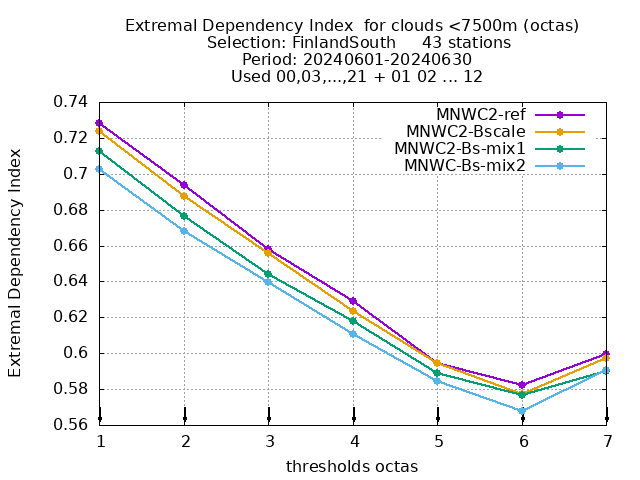 Extremal Dependency Index  for clouds <7500m (octas)
Selection: FinlandSouth     43 stations
Period: 20240601-20240630
Used 00,03,...,21 + 01 02 ... 12
MNWC2-ref
MNWC2-Bscale
MNWC2-Bs-mix1
MNWC-Bs-mix2
Extremal Dependency Index
0.74
0.72
0.7
0.68
0.66
0.64
0.62
0.6
0.58
0.56
1 2 3 4 5 6 7
thresholds octas